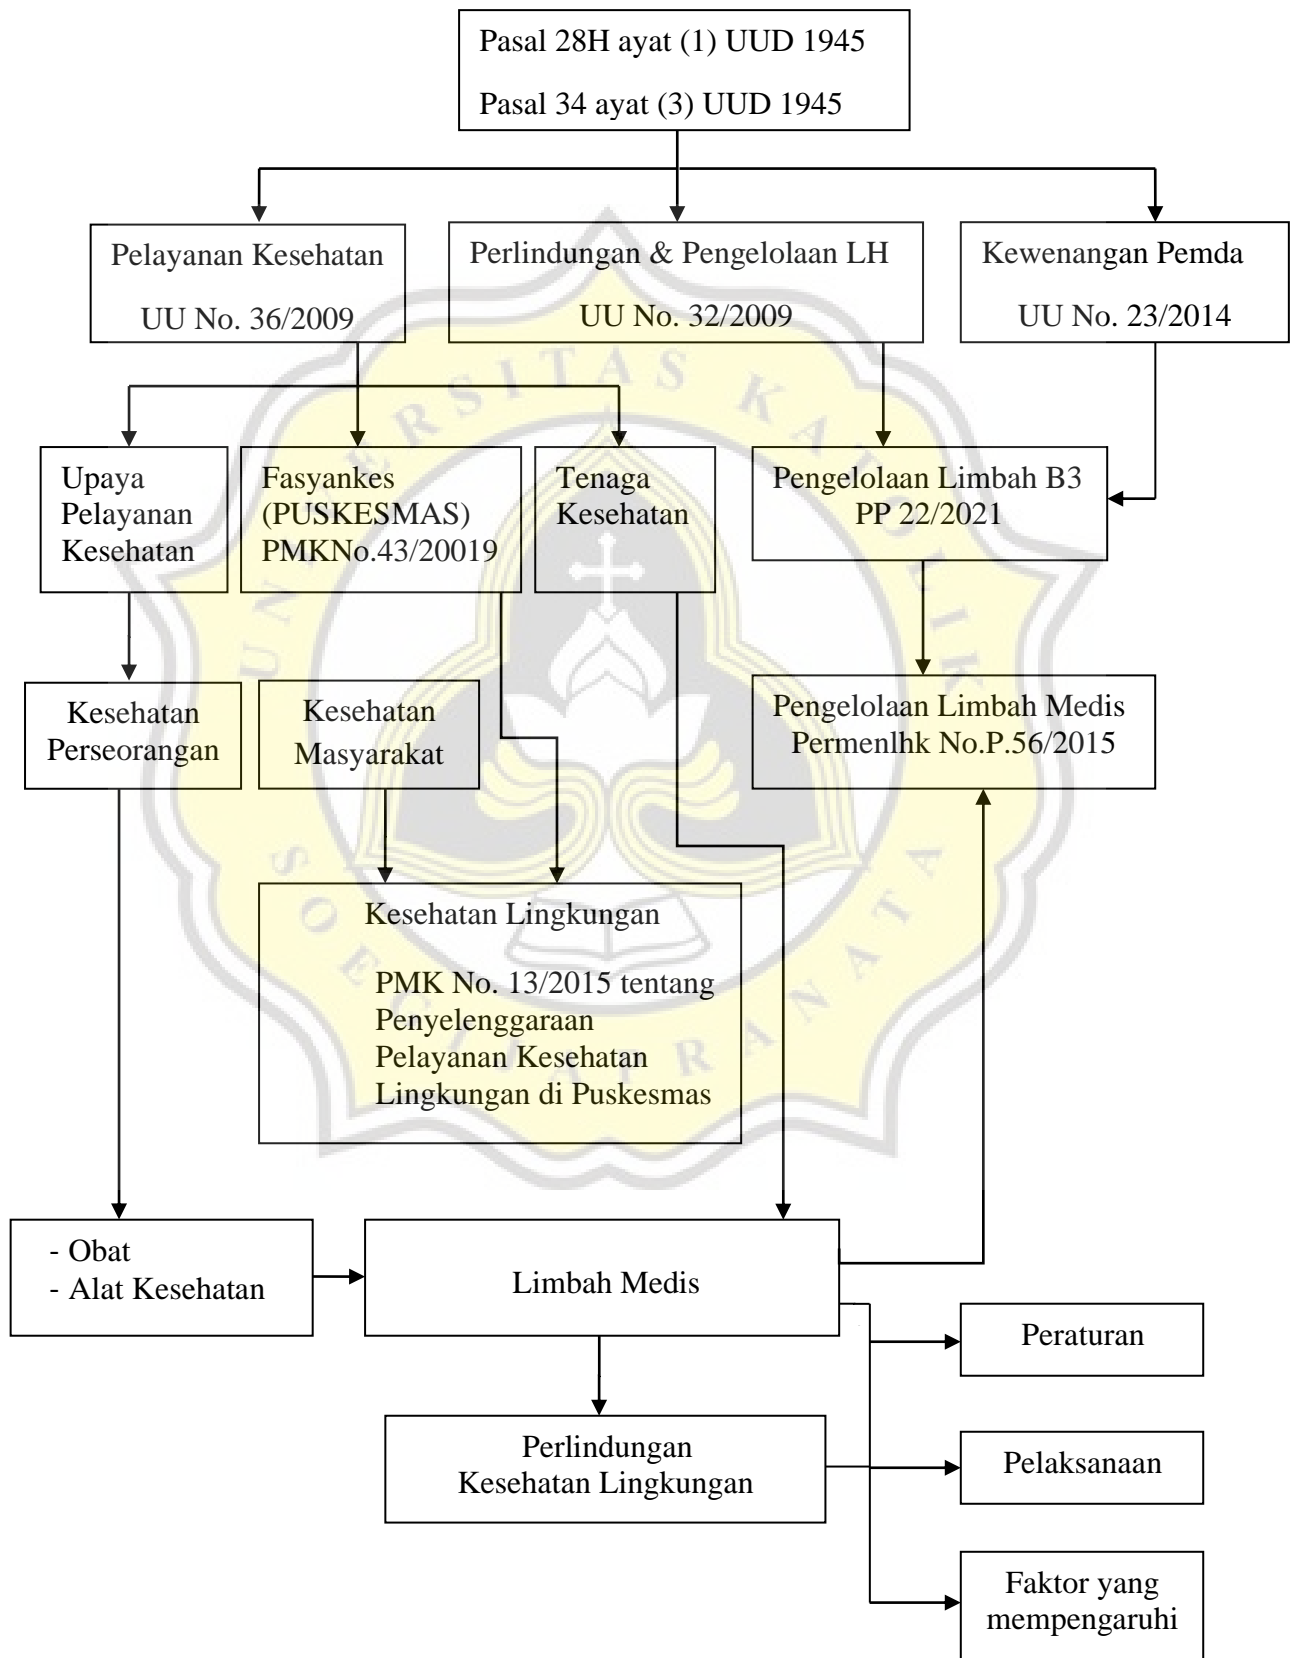 Pasal 28H ayat (1) UUD 1945
Pasal 34 ayat (3) UUD 1945
Pelayanan Kesehatan
UU No. 36/2009
Perlindungan & Pengelolaan LH
UU No. 32/2009
Kewenangan Pemda
UU No. 23/2014
Upaya
Pelayanan
Kesehatan
Fasyankes
(PUSKESMAS)
PMKNo.43/20019
Tenaga
Kesehatan
Pengelolaan Limbah B3
PP 22/2021
Kesehatan
Perseorangan
Kesehatan
Masyarakat
Pengelolaan Limbah Medis
Permenlhk No.P.56/2015
Kesehatan Lingkungan
PMK No. 13/2015 tentang
Penyelenggaraan
Pelayanan Kesehatan
Lingkungan di Puskesmas
- Obat
- Alat Kesehatan
Limbah Medis
Peraturan
Perlindungan
Kesehatan Lingkungan
Pelaksanaan
Faktor yang
mempengaruhi
UNIVERSITAS KATOLIK
SOEGIJAPRANATA